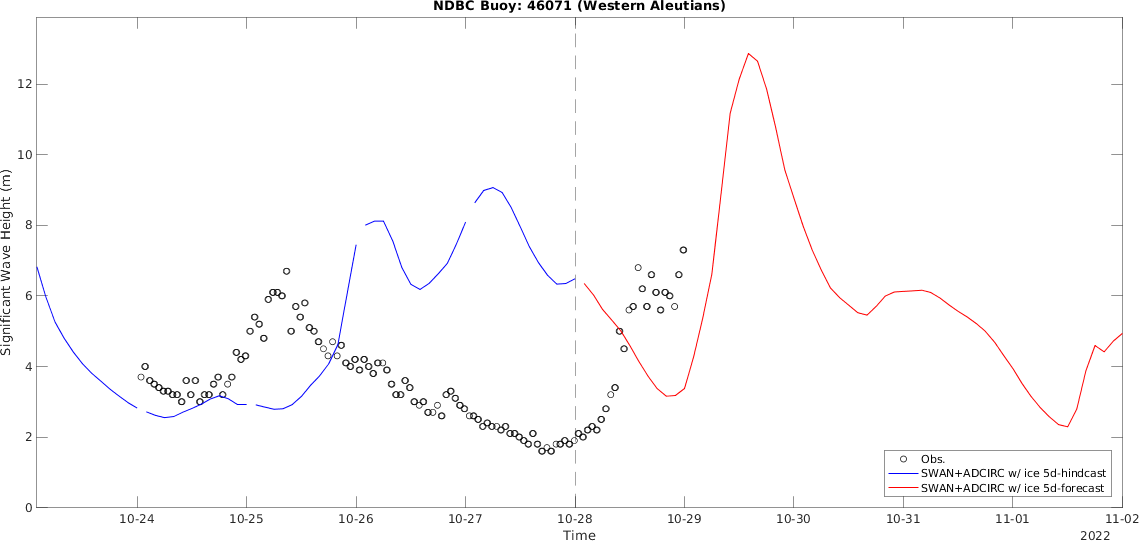 NDBC Buoy: 46071 (Western Aleutians)
Significant Wave Height (m)
12
10
8
6
4
2
0
Obs.
SWAN+ADCIRC w/ ice 5d-hindcast
SWAN+ADCIRC w/ ice 5d-forecast
10-24 10-25 10-26 10-27 10-28 10-29 10-30 10-31 11-01 11-02
Time
2022